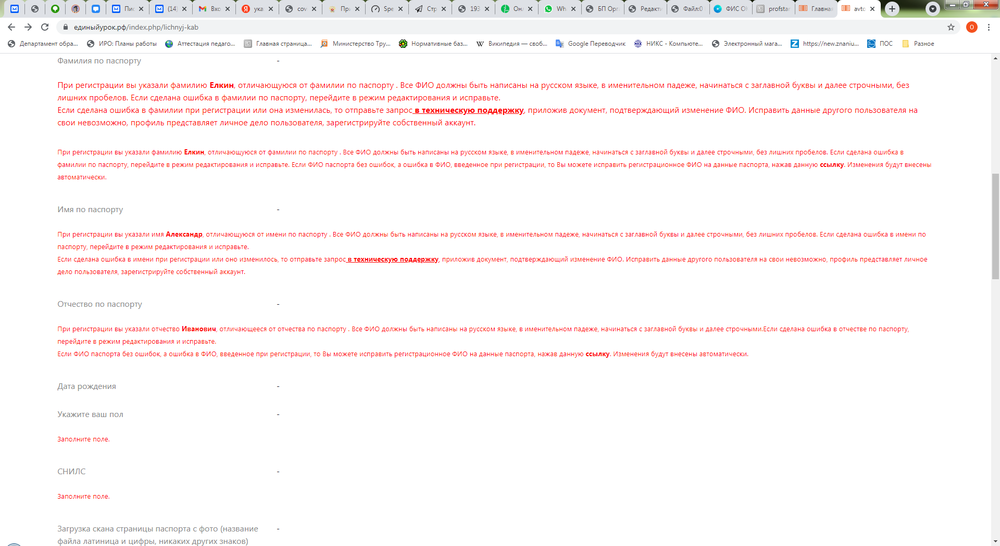 Пис
(14)
Вхо
ука
cov
При
Spe
Стр
193
Онл
Wh
БП Орг
Редакти
Файл:0
ФИС О
profstan
Главная
avto
единыйурок.рф/index.php/lichnyj-kab
О
Департамент обра...
ИРО: Планы работы
Аттестация педаго...
Главная страница...
Министерство Тру...
Нормативные баз...
Википедия — своб...
Google Переводчик
НИКС - Компьюте...
Электронный мага...
https://new.znaniu...
ПОС
Разное
Фамилия по паспорту -
При регистрации вы указали фамилию Елкин, отличающуюся от фамилии по паспорту . Все ФИО должны быть написаны на русском языке, в именительном падеже, начинаться с заглавной буквы и далее строчными, без
лишних пробелов. Если сделана ошибка в фамилии по паспорту, перейдите в режим редактирования и исправьте.
Если сделана ошибка в фамилии при регистрации или она изменилась, то отправьте запрос в техническую поддержку, приложив документ, подтверждающий изменение ФИО. Исправить данные другого пользователя на
свои невозможно, профиль представляет личное дело пользователя, зарегистрируйте собственный аккаунт.
При регистрации вы указали фамилию Елкин, отличающуюся от фамилии по паспорту . Все ФИО должны быть написаны на русском языке, в именительном падеже, начинаться с заглавной буквы и далее строчными, без лишних пробелов. Если сделана ошибка в
фамилии по паспорту, перейдите в режим редактирования и исправьте. Если ФИО паспорта без ошибок, а ошибка в ФИО, введенное при регистрации, то Вы можете исправить регистрационное ФИО на данные паспорта, нажав данную ссылку. Изменения будут внесены
автоматически.
Имя по паспорту -
При регистрации вы указали имя Александр, отличающуюся от имени по паспорту . Все ФИО должны быть написаны на русском языке, в именительном падеже, начинаться с заглавной буквы и далее строчными, без лишних пробелов. Если сделана ошибка в имени по
паспорту, перейдите в режим редактирования и исправьте.
Если сделана ошибка в имени при регистрации или оно изменилось, то отправьте запрос в техническую поддержку, приложив документ, подтверждающий изменение ФИО. Исправить данные другого пользователя на свои невозможно, профиль представляет личное
дело пользователя, зарегистрируйте собственный аккаунт.
Отчество по паспорту -
При регистрации вы указали отчество Иванович, отличающееся от отчества по паспорту . Все ФИО должны быть написаны на русском языке, в именительном падеже, начинаться с заглавной буквы и далее строчными.Если сделана ошибка в отчестве по паспорту,
перейдите в режим редактирования и исправьте.
Если ФИО паспорта без ошибок, а ошибка в ФИО, введенное при регистрации, то Вы можете исправить регистрационное ФИО на данные паспорта, нажав данную ссылку. Изменения будут внесены автоматически.
Дата рождения -
Укажите ваш пол -
Заполните поле.
СНИЛС -
Заполните поле.
Загрузка скана страницы паспорта с фото (название -
файла латиница и цифры, никаких других знаков)